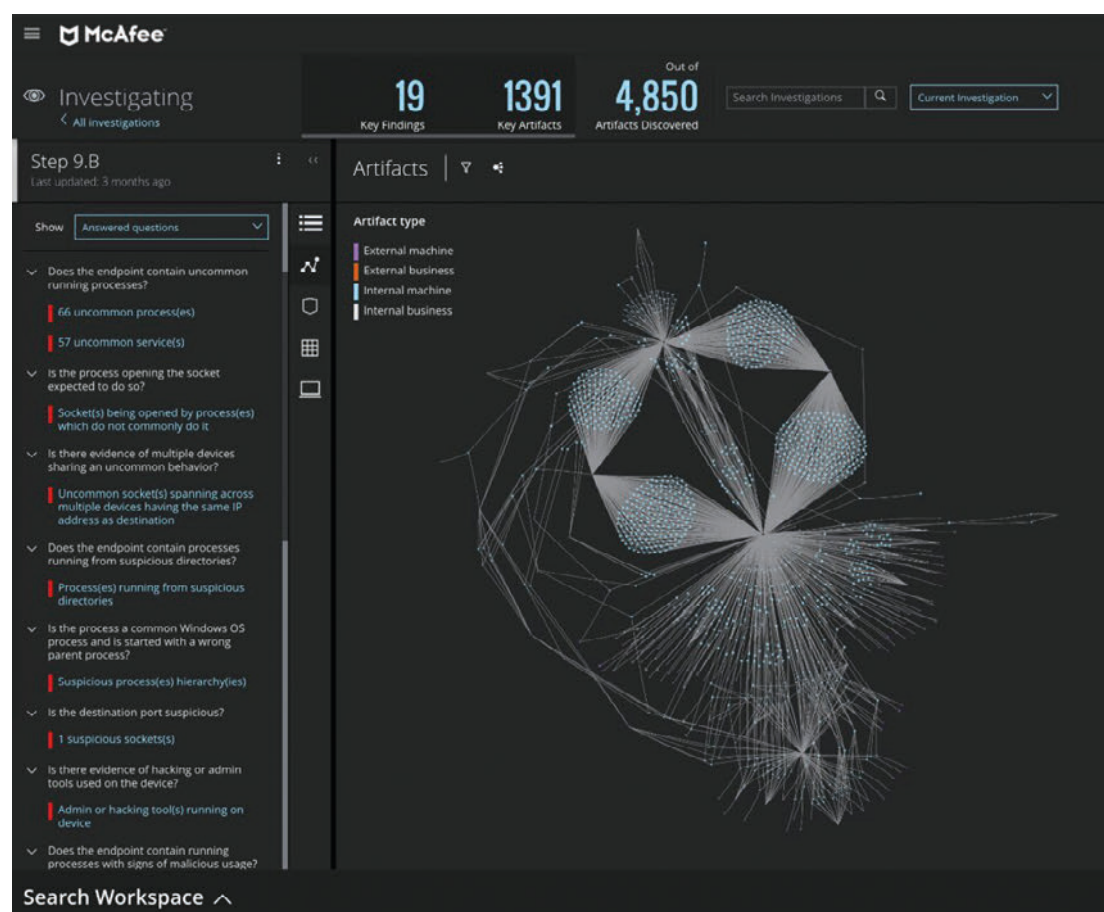 McAfee
Investigating
All investigations
19
Key Findings
1391
Key Artifacts
Out of
4,850
Artifacts Discovered
Search Investigations
Current Investigation
Step 9.B
Last updated: 3 months ago
Show
Answered questions
Does the endpoint contain uncommon
running processes?
66 uncommon process(es)
57 uncommon service(s)
Is the process opening the socket
expected to do so?
Socket(s) being opened by process(es)
which do not commonly do it
Is there evidence of multiple devices
sharing an uncommon behavior?
Uncommon socket(s) spanning across
multiple devices having the same IP
address as destination
Does the endpoint contain processes
running from suspicious directories?
Process(es) running from suspicious
directories
Is the process a common Windows OS
process and is started with a wrong
parent process?
Suspicious process(es) hierarchy(ies)
Is the destination port suspicious?
1 suspicious sockets(s)
Is there evidence of hacking or admin
tools used on the device?
Admin or hacking tool(s) running on
device
Does the endpoint contain running
processes with signs of malicious usage?
Artifacts
Artifact type
External machine
External business
Internal machine
Internal business
Search Workspace